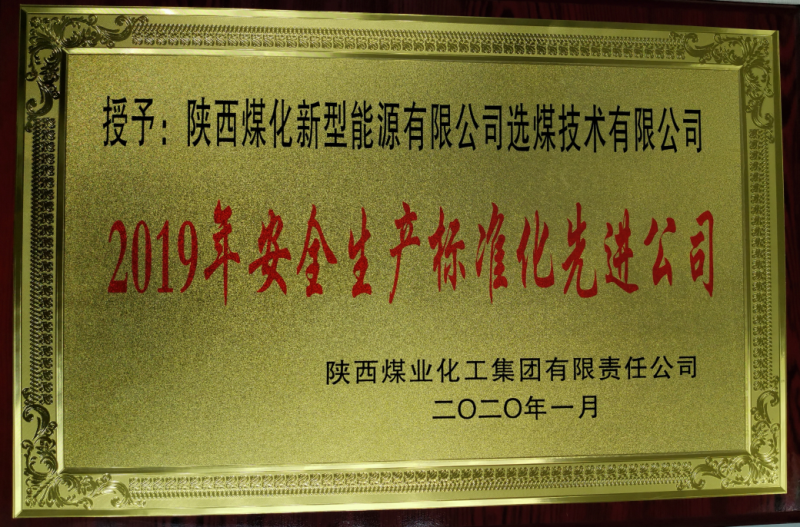 授予：陕西煤化新型能源有限公司选煤技术有限公司
2019年安全生产标准化先进公司
陕西煤业化工集团有限责任公司
二〇二〇年一月